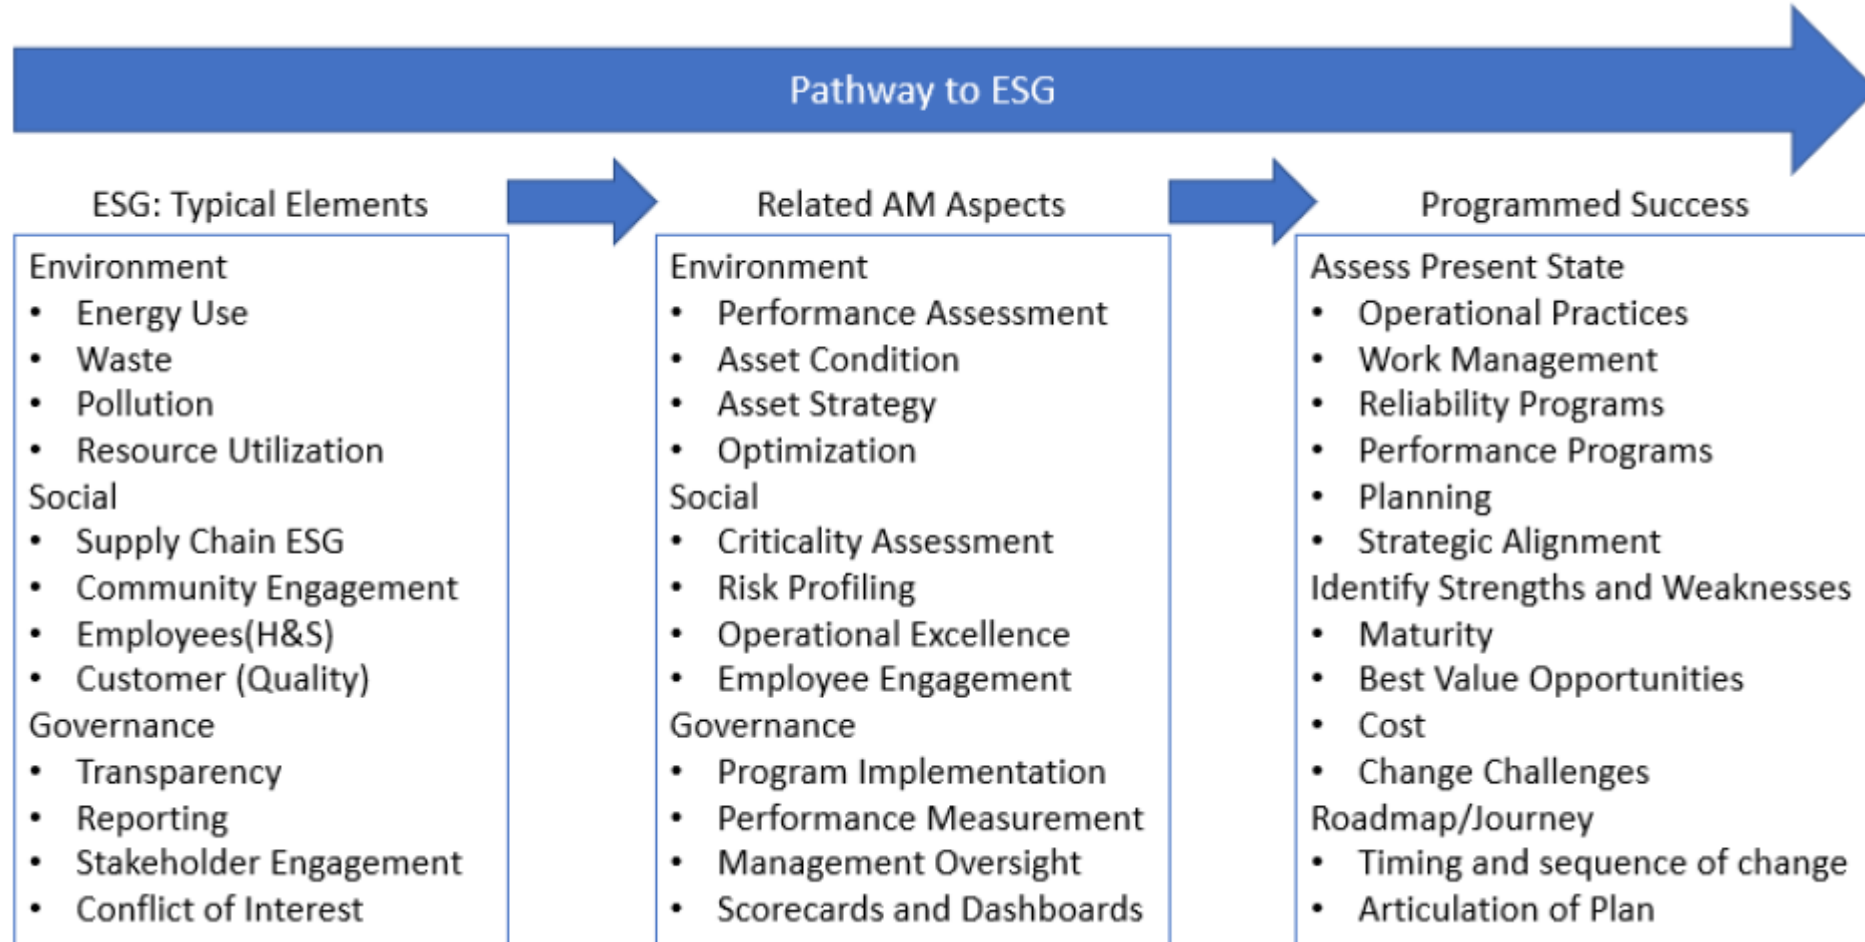 Pathway to ESG
ESG: Typical Elements
Environment
• Energy Use
• Waste
• Pollution
• Resource Utilization
Social
• Supply Chain ESG
• Community Engagement
• Employees(H&S)
• Customer (Quality)
Governance
• Transparency
• Reporting
• Stakeholder Engagement
• Conflict of Interest
Related AM Aspects
Environment
• Performance Assessment
• Asset Condition
• Asset Strategy
• Optimization
Social
• Criticality Assessment
• Risk Profiling
• Operational Excellence
• Employee Engagement
Governance
• Program Implementation
• Performance Measurement
• Management Oversight
• Scorecards and Dashboards
Programmed Success
Assess Present State
• Operational Practices
• Work Management
• Reliability Programs
• Performance Programs
• Planning
• Strategic Alignment
Identify Strengths and Weaknesses
• Maturity
• Best Value Opportunities
• Cost
• Change Challenges
Roadmap/Journey
• Timing and sequence of change
• Articulation of Plan